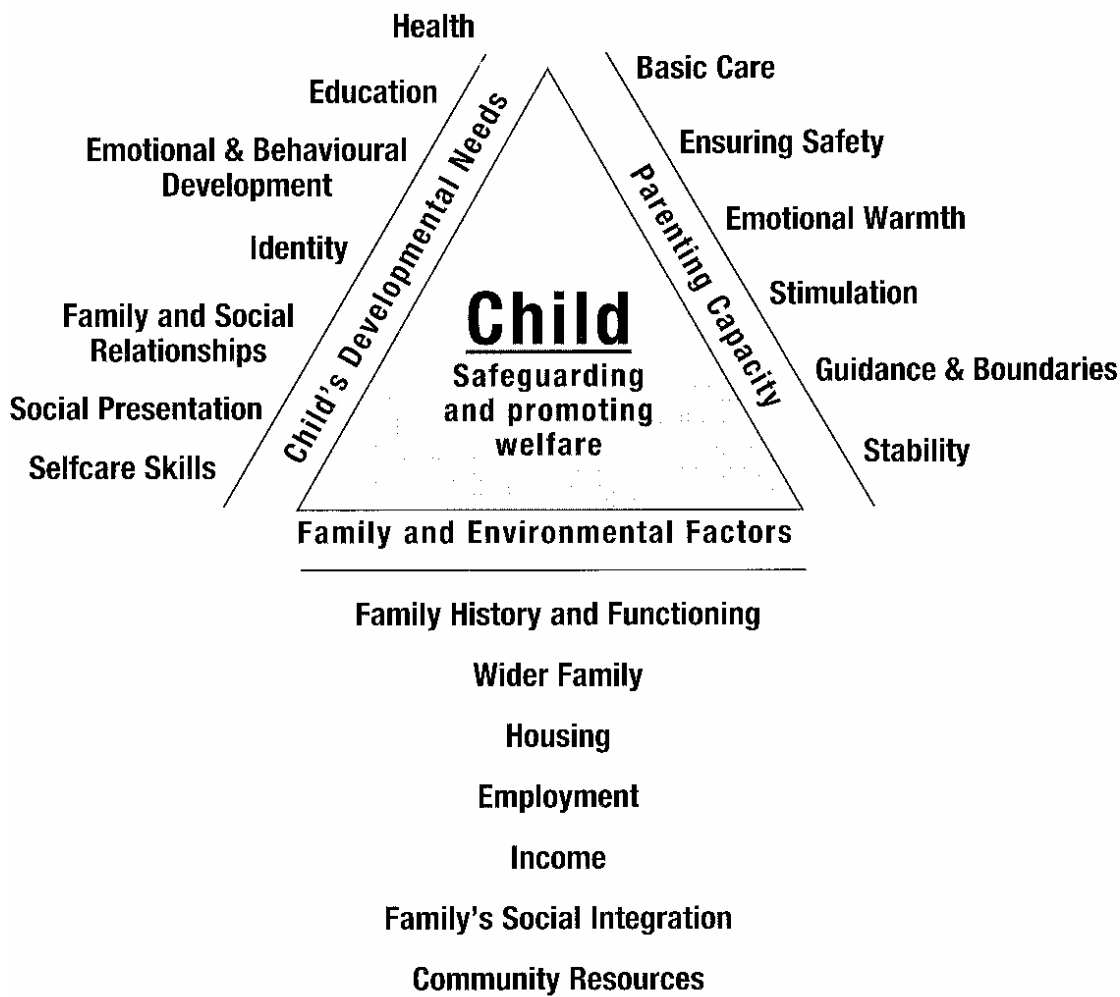 Health
Education
Emotional & Behavioural
Development
Identity
Family and Social
Relationships
Social Presentation
Selfcare Skills
Child's Developmental Needs
Basic Care
Ensuring Safety
Emotional Warmth
Stimulation
Guidance & Boundaries
Stability
Parenting Capacity
Child
Safeguarding
and promoting
welfare
Family and Environmental Factors
Family History and Functioning
Wider Family
Housing
Employment
Income
Family's Social Integration
Community Resources